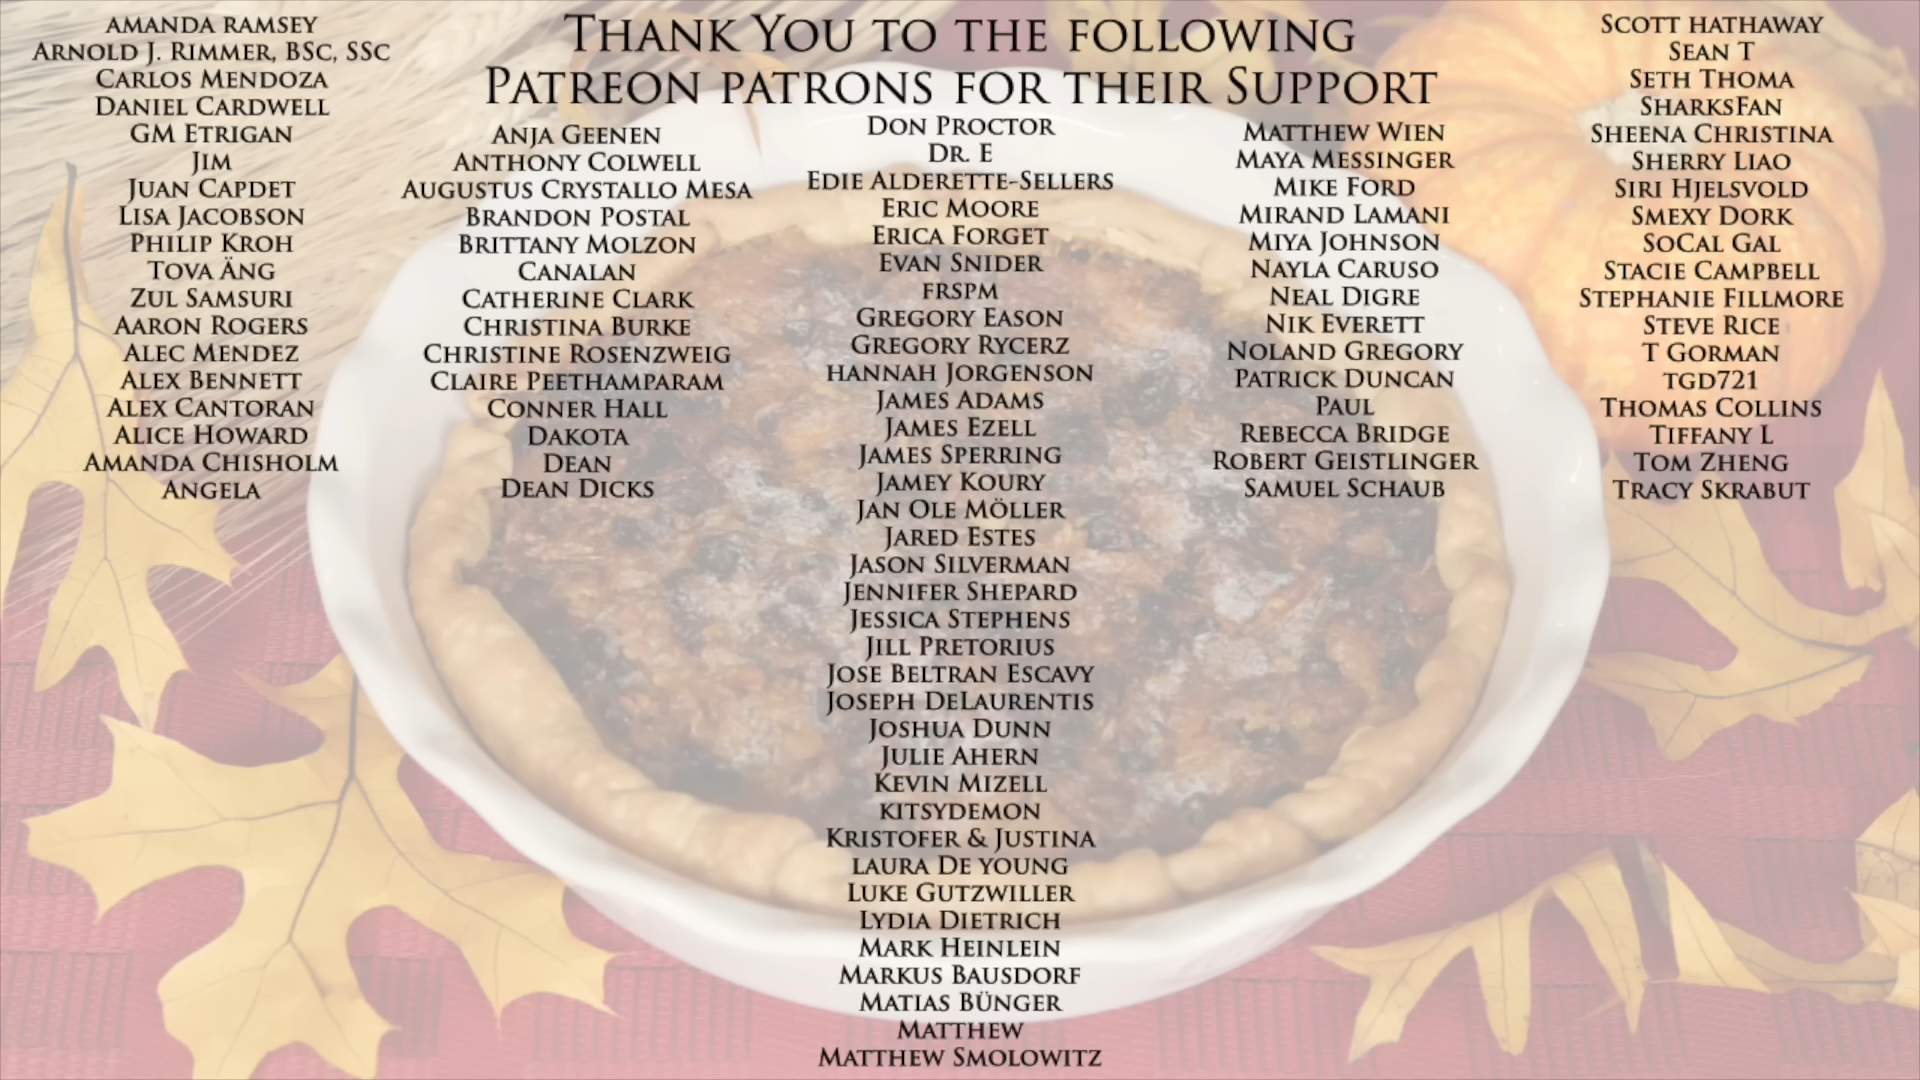 Thank You to the following
Patreon patrons for their Support
Amanda Ramsey
Arnold J. Rimmer, BSc, SSc
Carlos Mendoza
Daniel Cardwell
GM Etrigan
Jim
Juan Capdet
Lisa Jacobson
Philip Kroh
Tova Äng
Zul Samsuri
Aaron Rogers
Alec Mendez
Alex Bennett
Alex Cantoran
Alice Howard
Amanda Chisholm
Angela
Anja Geenen
Anthony Colwell
Augustus Crystallo Mesa
Brandon Postal
Brittany Molzon
Canalan
Catherine Clark
Christina Burke
Christine Rosenzweig
Claire Peethamparam
Conner Hall
Dakota
Dean
Dean Dicks
Don Proctor
Dr. E
Edie Alderette-Sellers
Eric Moore
Erica Forget
Evan Snider
frspm
Gregory Eason
Gregory Rycerz
hannah Jorgenson
James Adams
James Ezell
James Sperring
Jamey Koury
Jan Ole Möller
Jared Estes
Jason Silverman
Jennifer Shepard
Jessica Stephens
Jill Pretorius
Jose Beltran Escavy
Joseph DeLaurentis
Joshua Dunn
Julie Ahern
Kevin Mizell
kitsydemon
Kristofer & Justina
laura De young
Luke Gutzwiller
Lydia Dietrich
Mark Heinlein
Markus Bausdorf
Matias Bünger
Matthew
Matthew Smolowitz
Matthew Wien
Maya Messinger
Mike Ford
Mirand Lamani
Miya Johnson
Nayla Caruso
Neal Digre
Nik Everett
Noland Gregory
Patrick Duncan
Paul
Rebecca Bridge
Robert Geistlinger
Samuel Schaub
Scott hathaway
Sean T
Seth Thoma
SharksFan
Sheena Christina
Sherry Liao
Siri Hjelsvold
Smexy Dork
SoCal Gal
Stacie Campbell
Stephanie Fillmore
Steve Rice
T Gorman
tgd721
Thomas Collins
Tiffany L
Tom Zheng
Tracy Skrabut